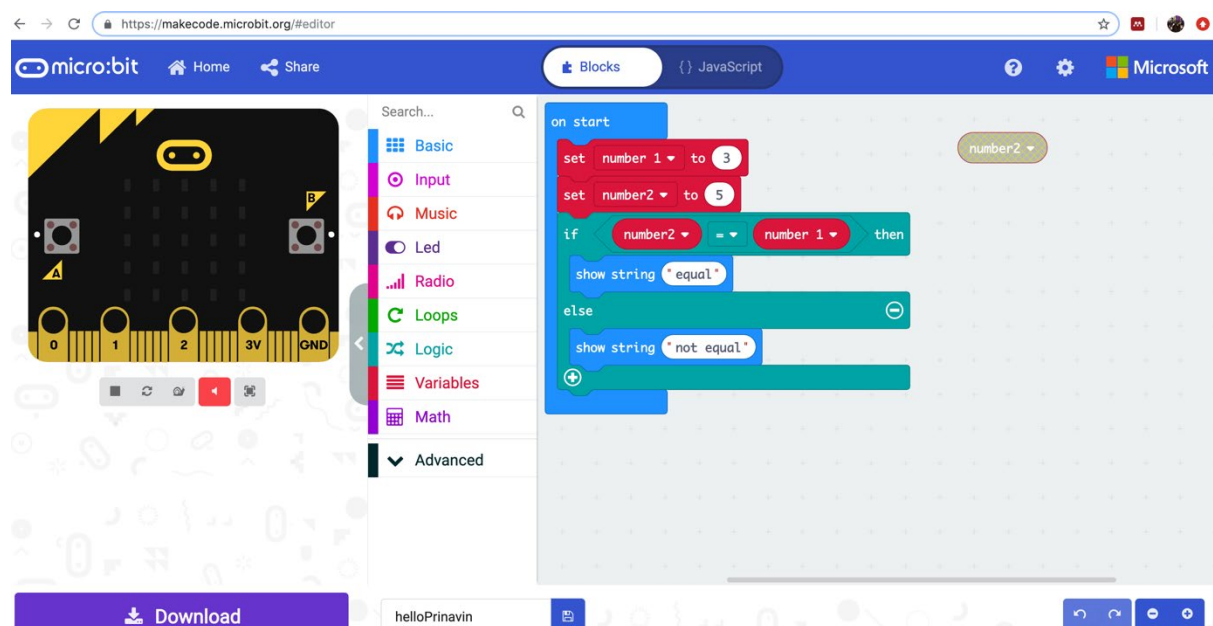 https://makecode.microbit.org/#editor
micro:bit Home Share Blocks {} JavaScript ? Microsoft
Search...
Basic
Input
Music
Led
Radio
Loops
Logic
Variables
Math
Advanced
A
B
0 1 2 3V GND
on start
set number 1 to 3
set number2 to 5
if number2 = number 1 then
show string "equal"
else
show string "not equal"
number2
Download
helloPrinavin